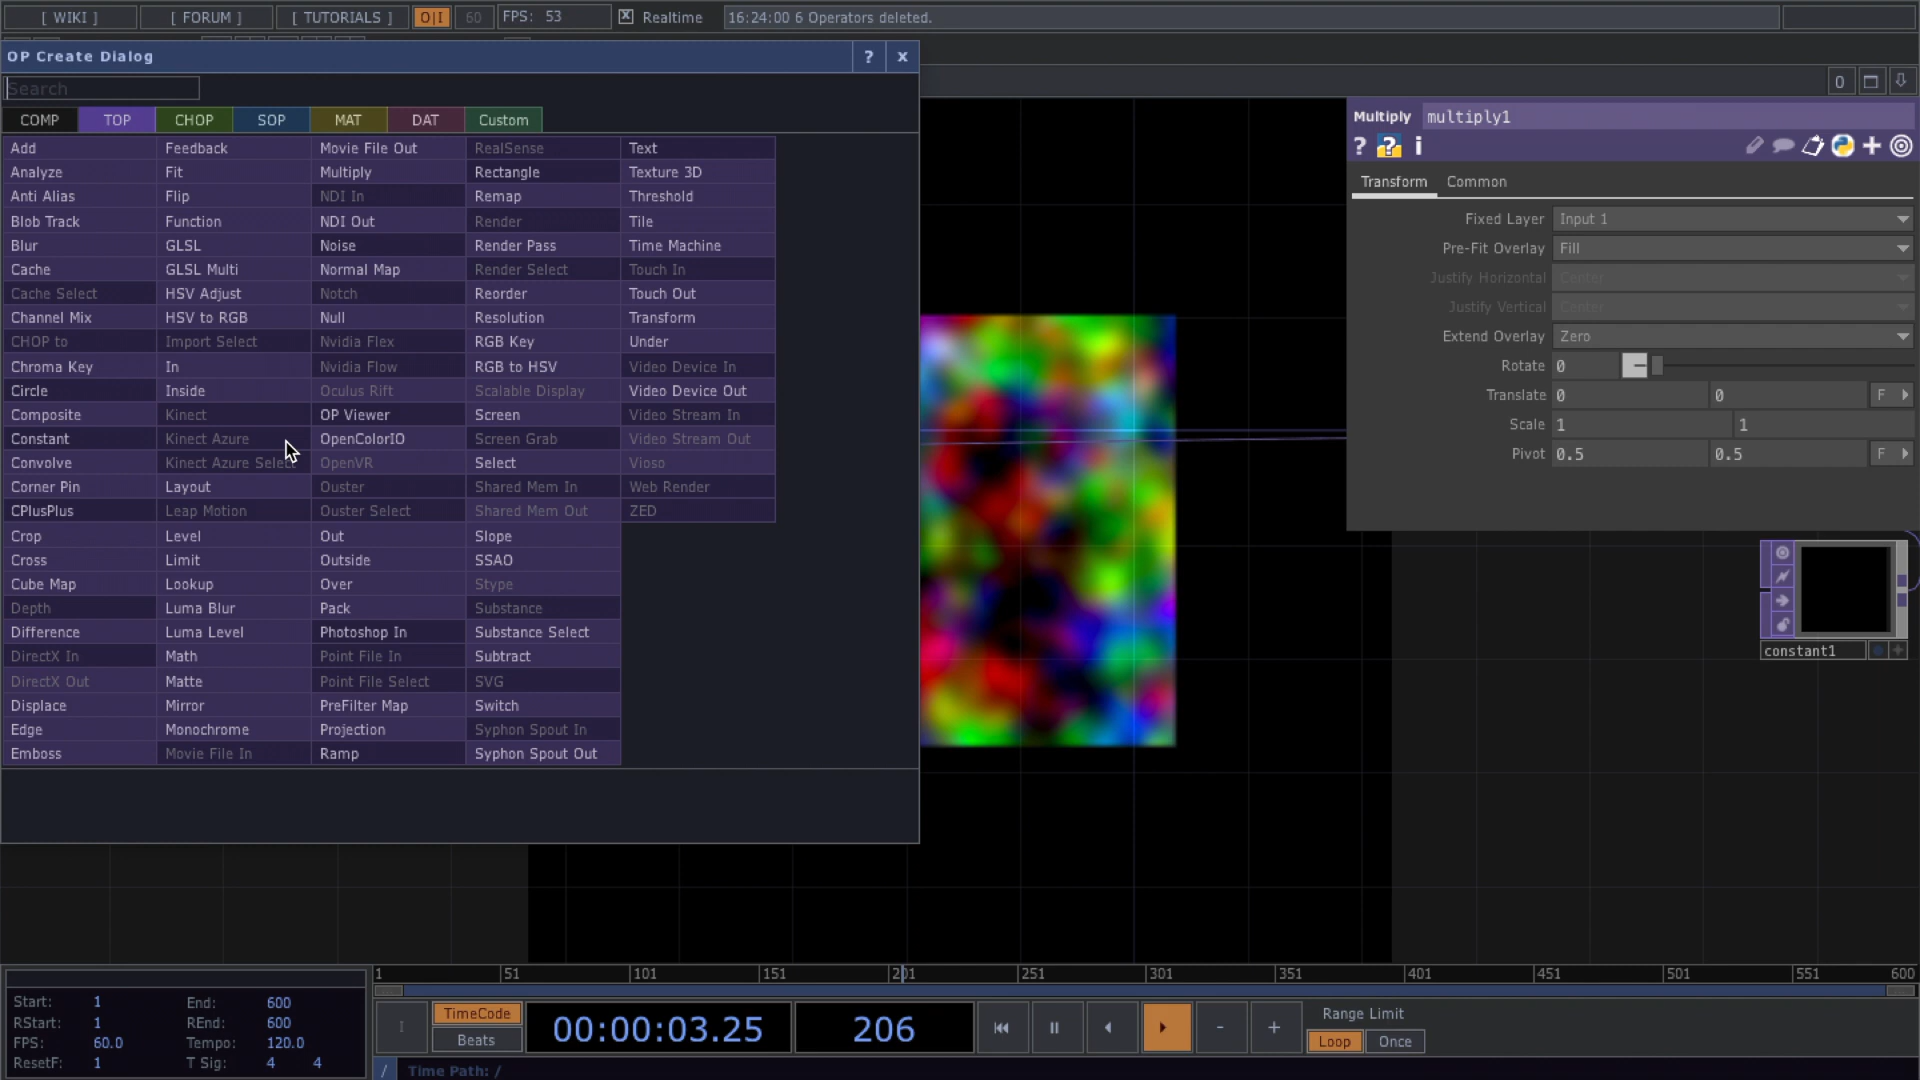 [ WIKI ] [ FORUM ] [ TUTORIALS ] O|I 60 FPS: 53 Realtime 16:24:00 6 Operators deleted.
OP Create Dialog ? x
Search
COMP TOP CHOP SOP MAT DAT Custom
Add Feedback Movie File Out RealSense Text
Analyze Fit Multiply Rectangle Texture 3D
Anti Alias Flip NDI In Remap Threshold
Blob Track Function NDI Out Render Tile
Blur GLSL Noise Render Pass Time Machine
Cache GLSL Multi Normal Map Render Select Touch In
Cache Select HSV Adjust Notch Reorder Touch Out
Channel Mix HSV to RGB Null Resolution Transform
CHOP to Import Select Nvidia Flex RGB Key Under
Chroma Key In Nvidia Flow RGB to HSV Video Device In
Circle Inside Oculus Rift Scalable Display Video Device Out
Composite Kinect OP Viewer Screen Video Stream In
Constant Kinect Azure OpenColorIO Screen Grab Video Stream Out
Convolve Kinect Azure Select OpenVR Select Vioso
Corner Pin Layout Ouster Shared Mem In Web Render
CPlusPlus Leap Motion Ouster Select Shared Mem Out ZED
Crop Level Out Slope
Cross Limit Outside SSAO
Cube Map Lookup Over Stype
Depth Luma Blur Pack Substance
Difference Luma Level Photoshop In Substance Select
DirectX In Math Point File In Subtract
DirectX Out Matte Point File Select SVG
Displace Mirror PreFilter Map Switch
Edge Monochrome Projection Syphon Spout In
Emboss Movie File In Ramp Syphon Spout Out
0
Multiply multiply1
? ? i
Transform Common
Fixed Layer Input 1
Pre-Fit Overlay Fill
Justify Horizontal Center
Justify Vertical Center
Extend Overlay Zero
Rotate 0
Translate 0 0 F
Scale 1 1
Pivot 0.5 0.5 F
constant1
1 51 101 151 201 251 301 351 401 451 501 551 600
Start: 1 End: 600
RStart: 1 REnd: 600
FPS: 60.0 Tempo: 120.0
ResetF: 1 T Sig: 4 4
I TimeCode Beats 00:00:03.25 206 - +
Range Limit
Loop Once
/ Time Path: /